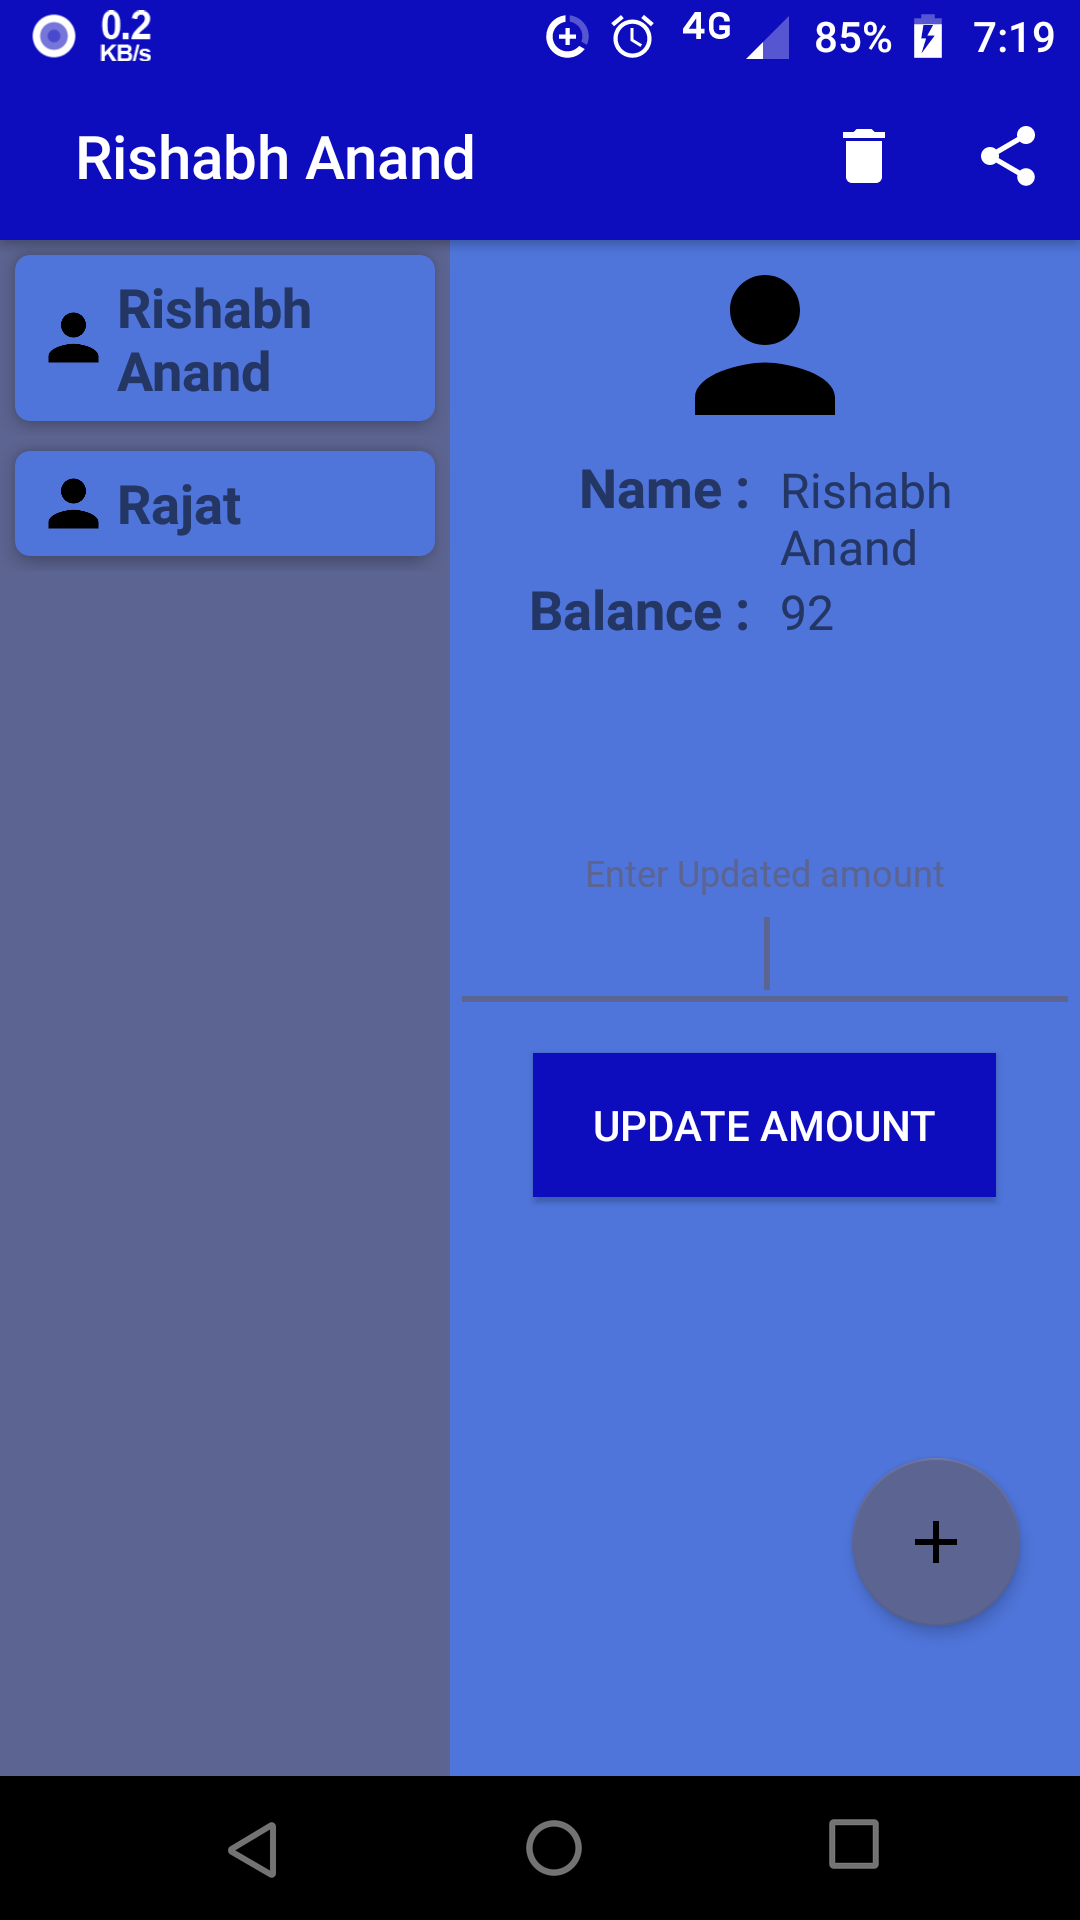 0.2
KB/s
4G
85%
7:19
Rishabh Anand
Rishabh
Anand
Rajat
Name :
Rishabh
Anand
Balance :
92
Enter Updated amount
UPDATE AMOUNT